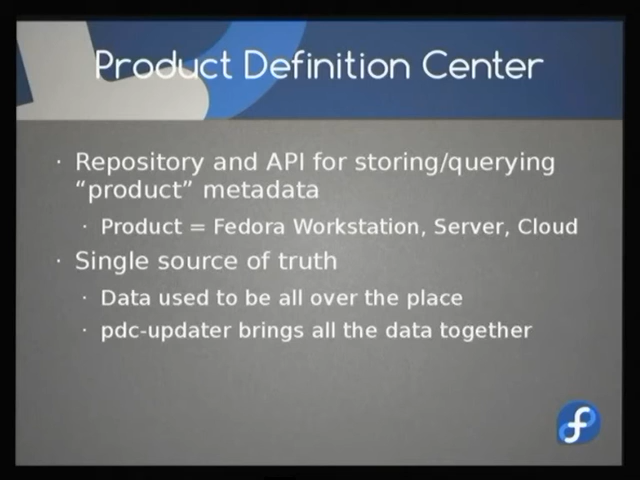 Product Definition Center
· Repository and API for storing/querying
“product” metadata
· Product = Fedora Workstation, Server, Cloud
· Single source of truth
· Data used to be all over the place
· pdc-updater brings all the data together